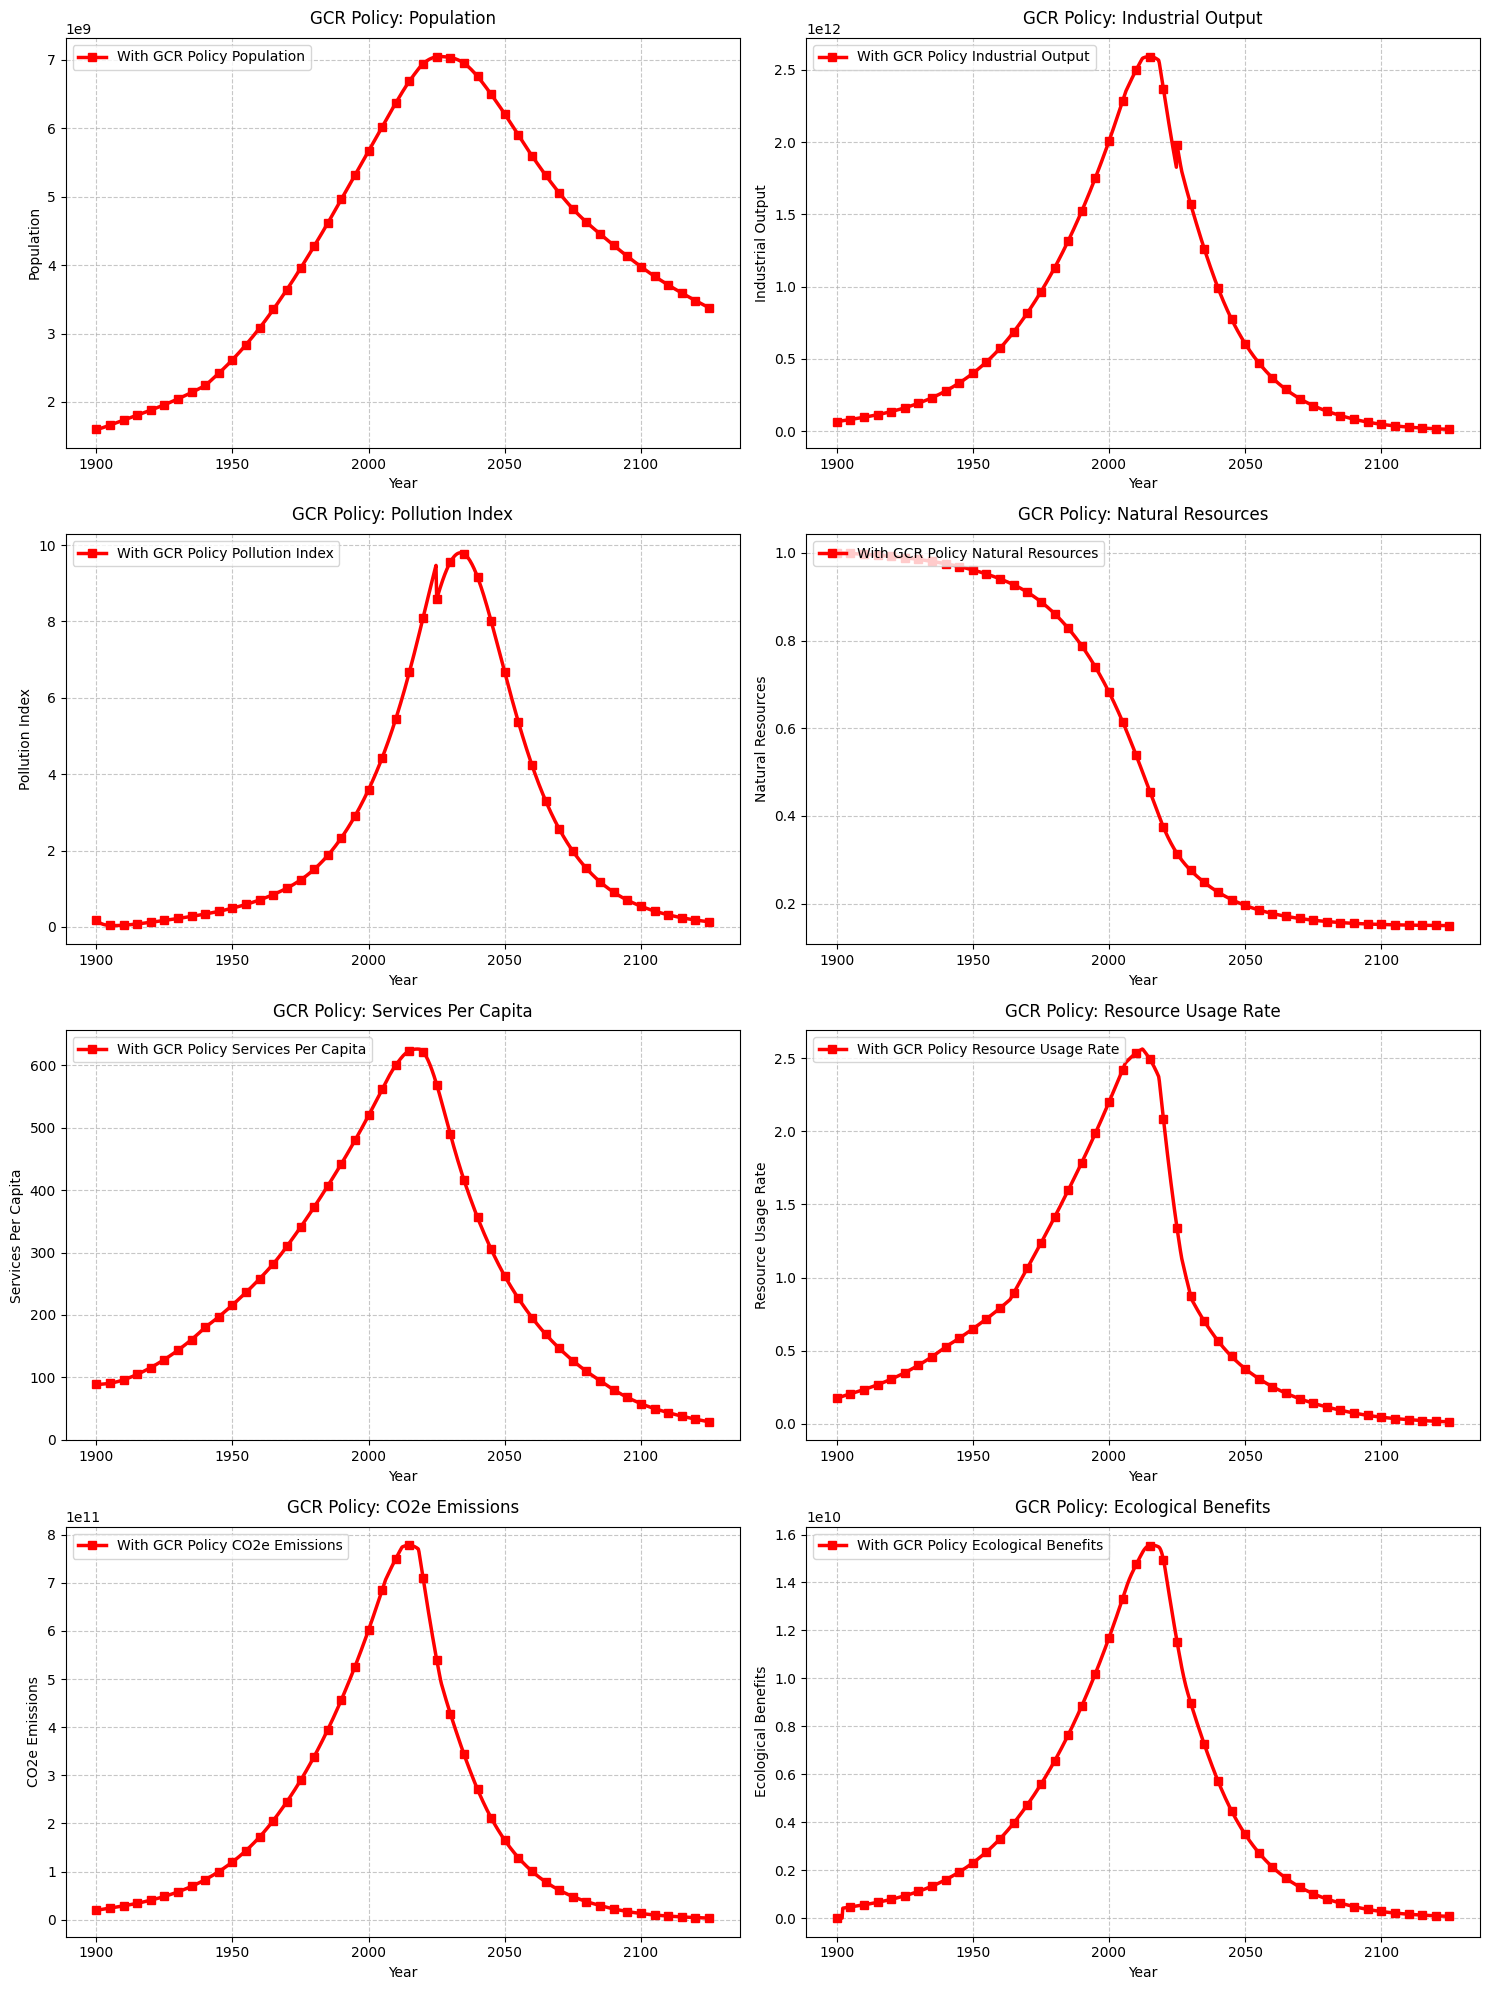 GCR Policy: Population
1e9
With GCR Policy Population
7
6
5
4
3
2
Population
1900
1950
2000
2050
2100
Year
GCR Policy: Industrial Output
1e12
With GCR Policy Industrial Output
2.5
2.0
1.5
1.0
0.5
0.0
Industrial Output
1900
1950
2000
2050
2100
Year
GCR Policy: Pollution Index
With GCR Policy Pollution Index
10
8
6
4
2
0
Pollution Index
1900
1950
2000
2050
2100
Year
GCR Policy: Natural Resources
With GCR Policy Natural Resources
1.0
0.8
0.6
0.4
0.2
Natural Resources
1900
1950
2000
2050
2100
Year
GCR Policy: Services Per Capita
With GCR Policy Services Per Capita
600
500
400
300
200
100
0
Services Per Capita
1900
1950
2000
2050
2100
Year
GCR Policy: Resource Usage Rate
With GCR Policy Resource Usage Rate
2.5
2.0
1.5
1.0
0.5
0.0
Resource Usage Rate
1900
1950
2000
2050
2100
Year
GCR Policy: CO2e Emissions
1e11
With GCR Policy CO2e Emissions
8
7
6
5
4
3
2
1
0
CO2e Emissions
1900
1950
2000
2050
2100
Year
GCR Policy: Ecological Benefits
1e10
With GCR Policy Ecological Benefits
1.6
1.4
1.2
1.0
0.8
0.6
0.4
0.2
0.0
Ecological Benefits
1900
1950
2000
2050
2100
Year